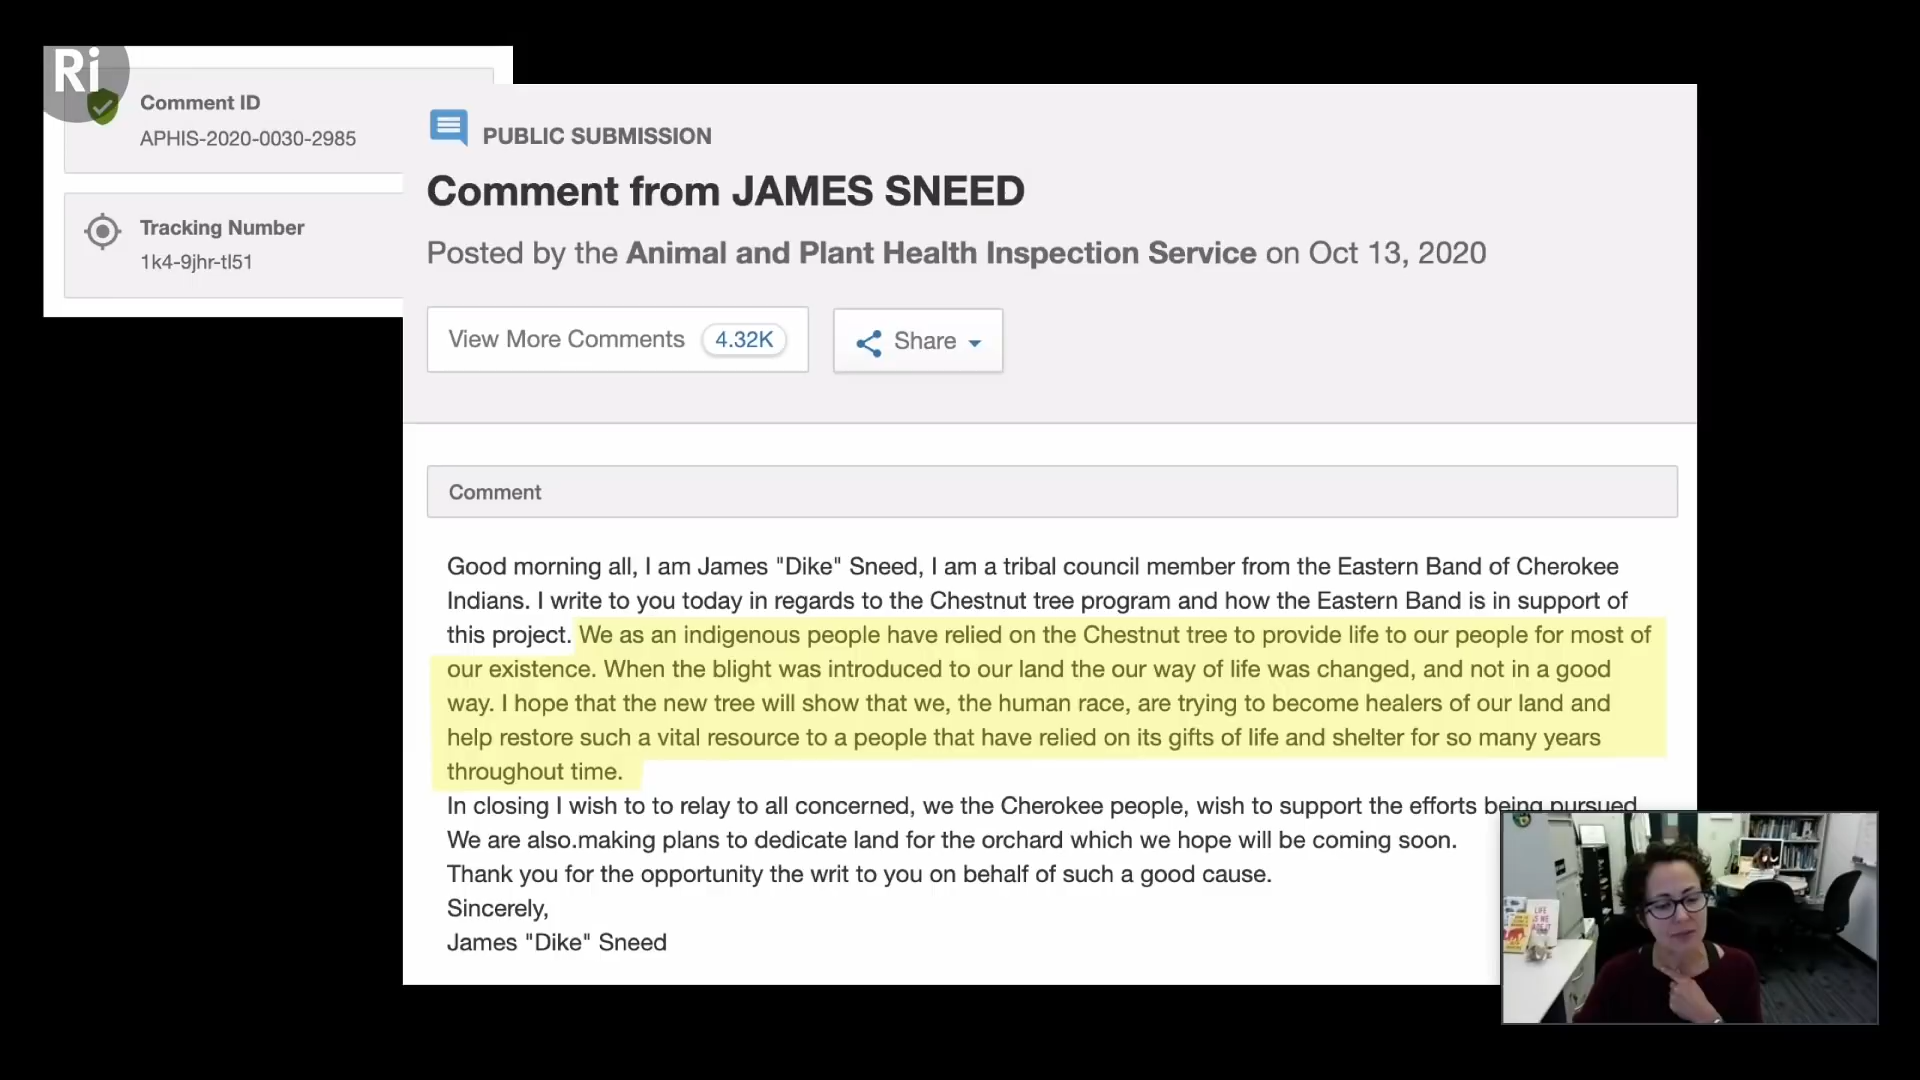 Ri
Comment ID
APHIS-2020-0030-2985
Tracking Number
1k4-9jhr-tl51
PUBLIC SUBMISSION
Comment from JAMES SNEED
Posted by the Animal and Plant Health Inspection Service on Oct 13, 2020
View More Comments 4.32K
Share
Comment
Good morning all, I am James "Dike" Sneed, I am a tribal council member from the Eastern Band of Cherokee
Indians. I write to you today in regards to the Chestnut tree program and how the Eastern Band is in support of
this project. We as an indigenous people have relied on the Chestnut tree to provide life to our people for most of
our existence. When the blight was introduced to our land the our way of life was changed, and not in a good
way. I hope that the new tree will show that we, the human race, are trying to become healers of our land and
help restore such a vital resource to a people that have relied on its gifts of life and shelter for so many years
throughout time.
In closing I wish to to relay to all concerned, we the Cherokee people, wish to support the efforts being pursued
We are also.making plans to dedicate land for the orchard which we hope will be coming soon.
Thank you for the opportunity the writ to you on behalf of such a good cause.
Sincerely,
James "Dike" Sneed
LIFE